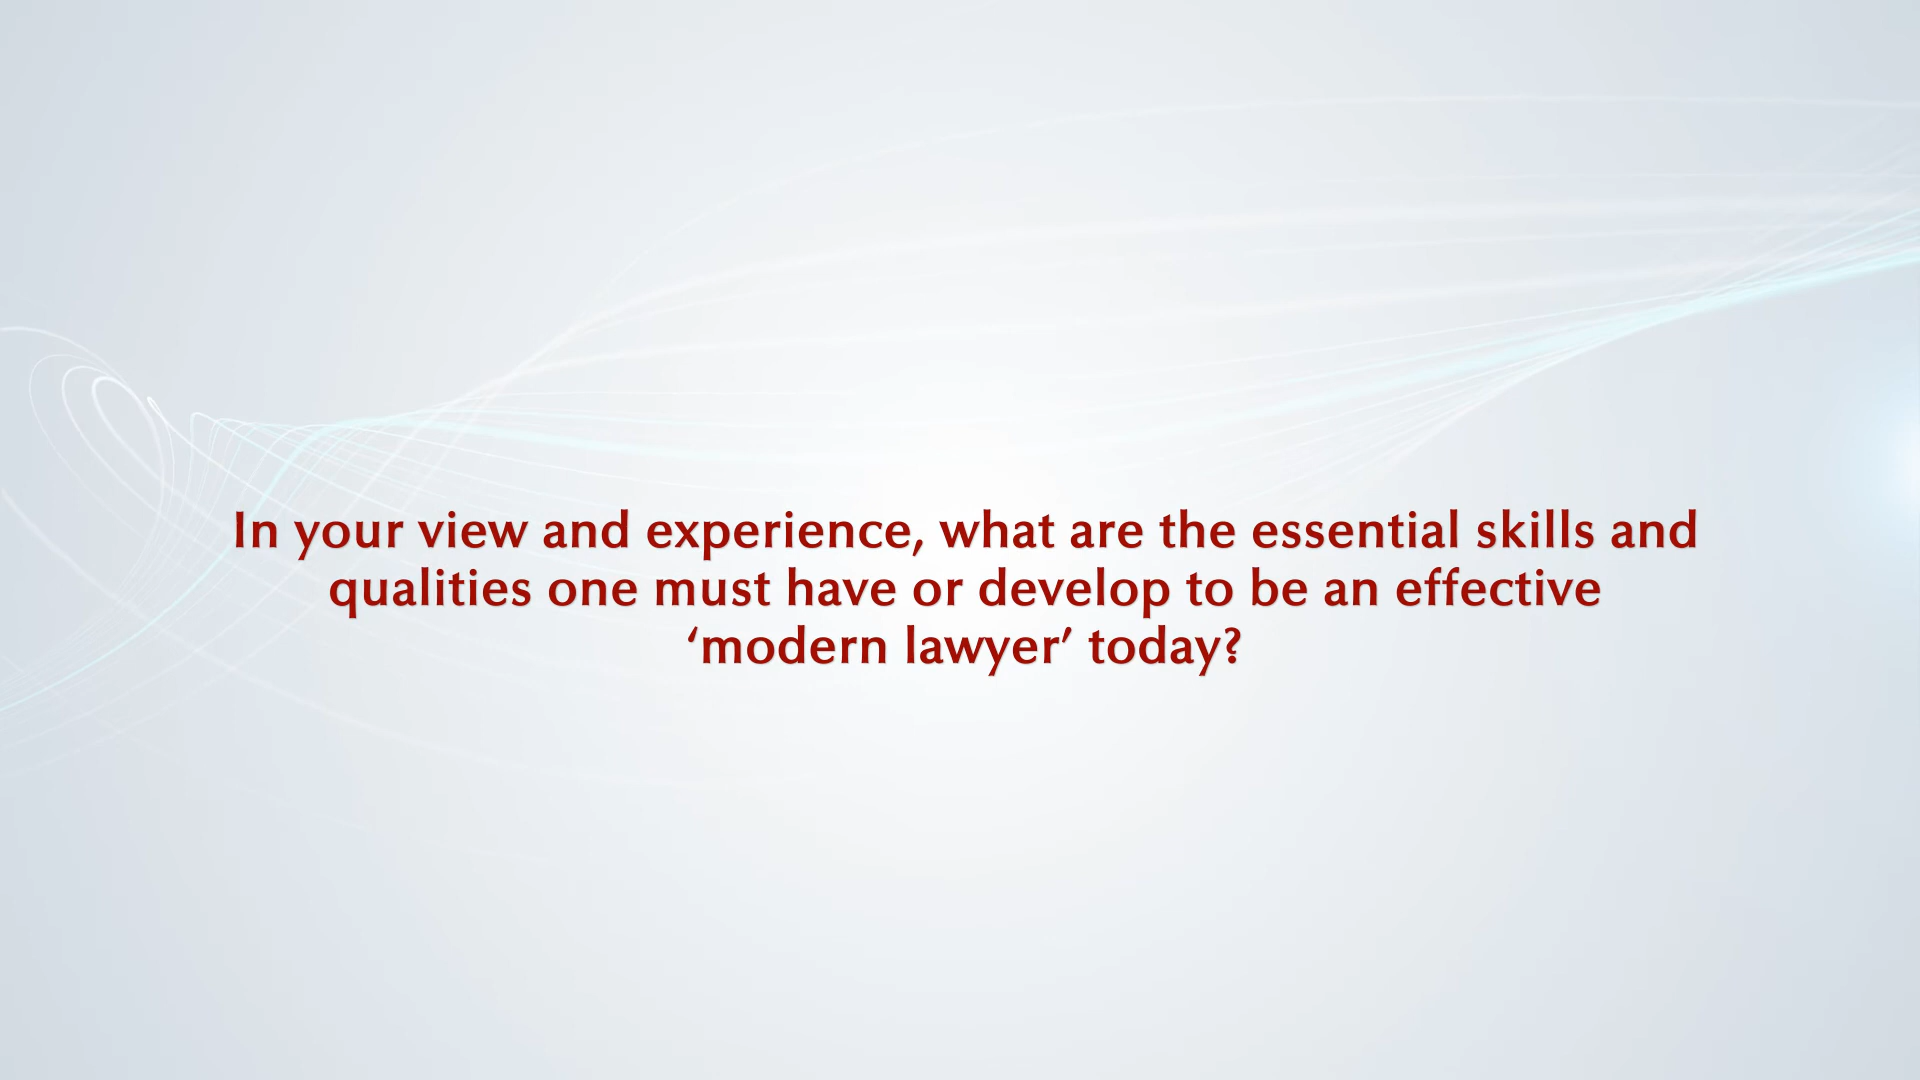 In your view and experience, what are the essential skills and
qualities one must have or develop to be an effective
‘modern lawyer’ today?